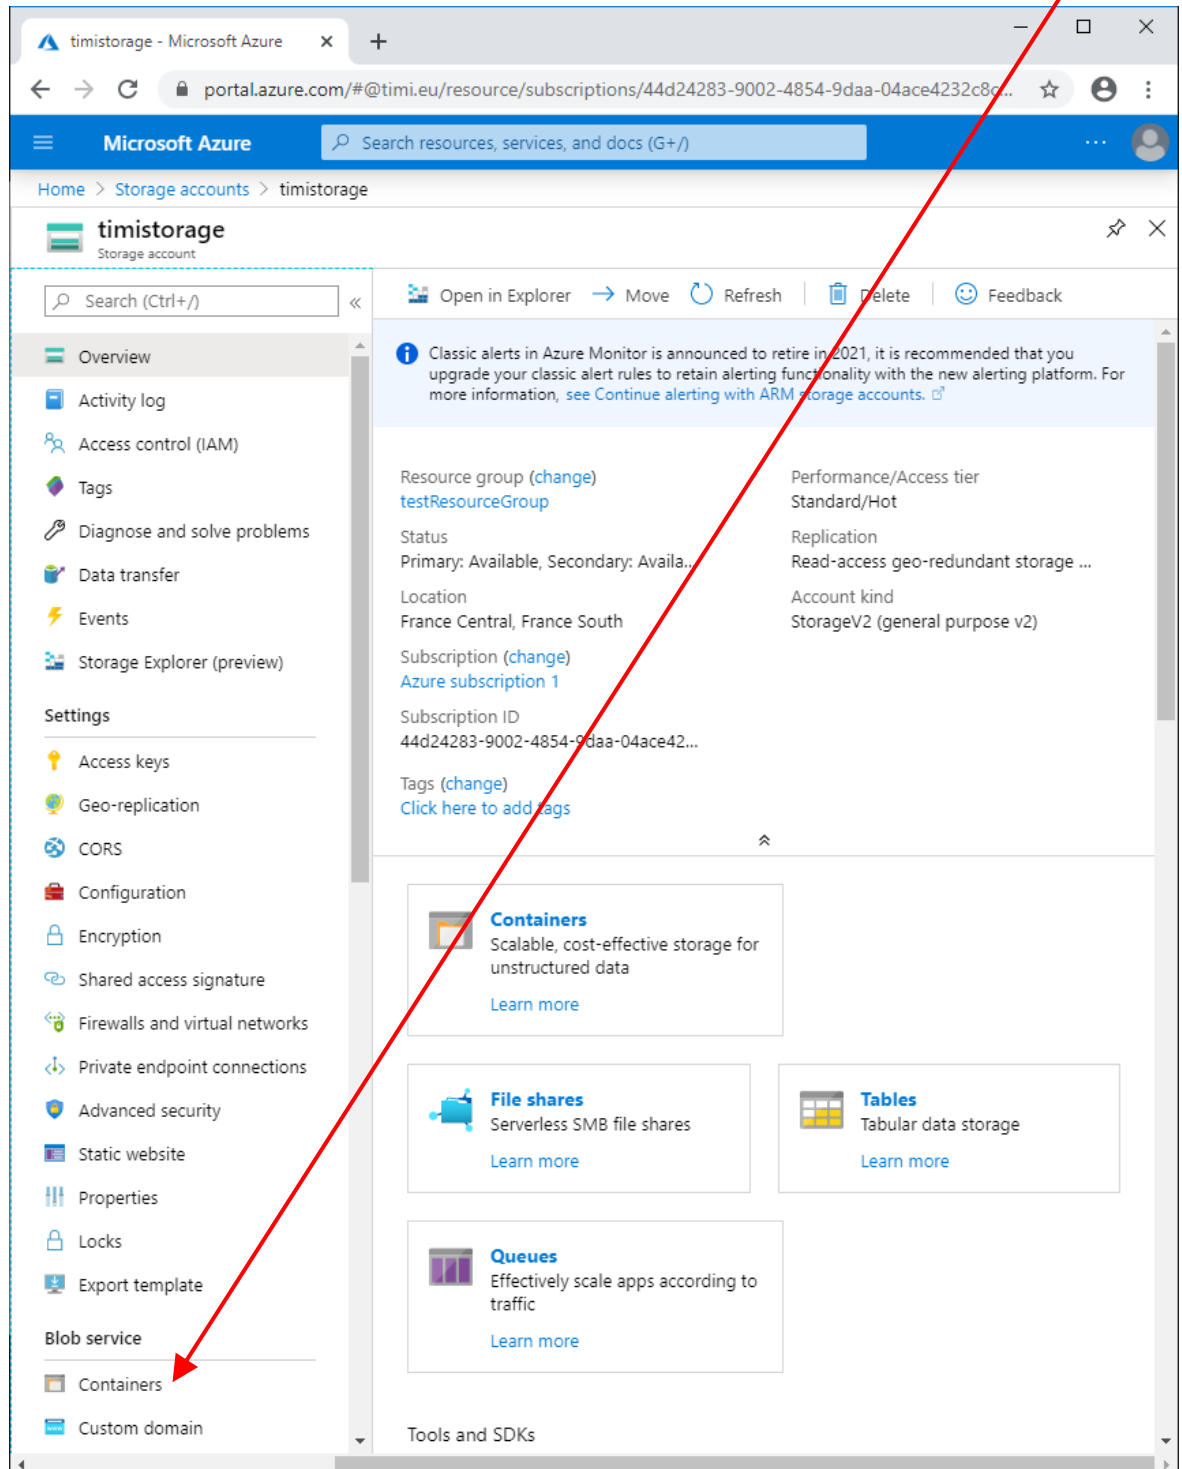 timistorage - Microsoft Azure
portal.azure.com/#@timi.eu/resource/subscriptions/44d24283-9002-4854-9daa-04ace4232c8c...
Microsoft Azure
Search resources, services, and docs (G+/)
Home > Storage accounts > timistorage
timistorage
Storage account
Search (Ctrl+/)
«
Open in Explorer
Move
Refresh
Delete
Feedback
Overview
Activity log
Access control (IAM)
Tags
Diagnose and solve problems
Data transfer
Events
Storage Explorer (preview)
Settings
Access keys
Geo-replication
CORS
Configuration
Encryption
Shared access signature
Firewalls and virtual networks
Private endpoint connections
Advanced security
Static website
Properties
Locks
Export template
Blob service
Containers
Custom domain
Classic alerts in Azure Monitor is announced to retire in 2021, it is recommended that you
upgrade your classic alert rules to retain alerting functionality with the new alerting platform. For
more information, see Continue alerting with ARM storage accounts.
Resource group (change)
testResourceGroup
Status
Primary: Available, Secondary: Availa...
Location
France Central, France South
Subscription (change)
Azure subscription 1
Subscription ID
44d24283-9002-4854-9daa-04ace42...
Tags (change)
Click here to add tags
Performance/Access tier
Standard/Hot
Replication
Read-access geo-redundant storage ...
Account kind
StorageV2 (general purpose v2)
Containers
Scalable, cost-effective storage for
unstructured data
Learn more
File shares
Serverless SMB file shares
Learn more
Tables
Tabular data storage
Learn more
Queues
Effectively scale apps according to
traffic
Learn more
Tools and SDKs